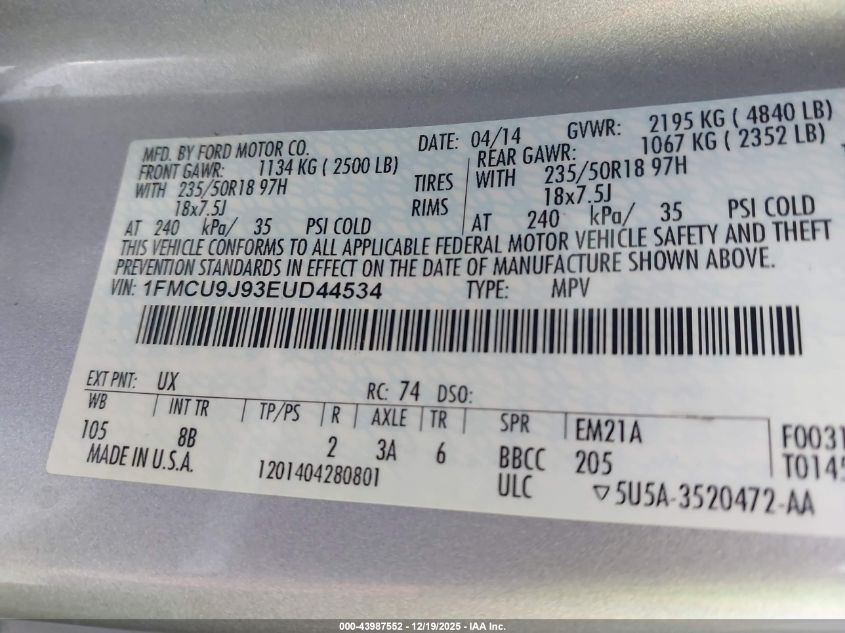 MFD. BY FORD MOTOR CO. DATE: 04/14 GVWR: 2195 KG ( 4840 LB)
FRONT GAWR: 1134 KG ( 2500 LB) REAR GAWR: 1067 KG ( 2352 LB)
WITH 235/50R18 97H TIRES WITH 235/50R18 97H
18x7.5J RIMS 18x7.5J
AT 240 kPa/ 35 PSI COLD AT 240 kPa/ 35 PSI COLD
THIS VEHICLE CONFORMS TO ALL APPLICABLE FEDERAL MOTOR VEHICLE SAFETY AND THEFT
PREVENTION STANDARDS IN EFFECT ON THE DATE OF MANUFACTURE SHOWN ABOVE.
VIN: 1FMCU9J93EUD44534 TYPE: MPV
EXT PNT: UX RC: 74 DSO:
WB INT TR TP/PS R AXLE TR SPR EM21A F0031
105 8B 2 3A 6 BBCC 205 T0145
MADE IN U.S.A. 1201404280801 ULC ▽5U5A-3520472-AA
000-43987552 - 12/19/2025 - IAA Inc.